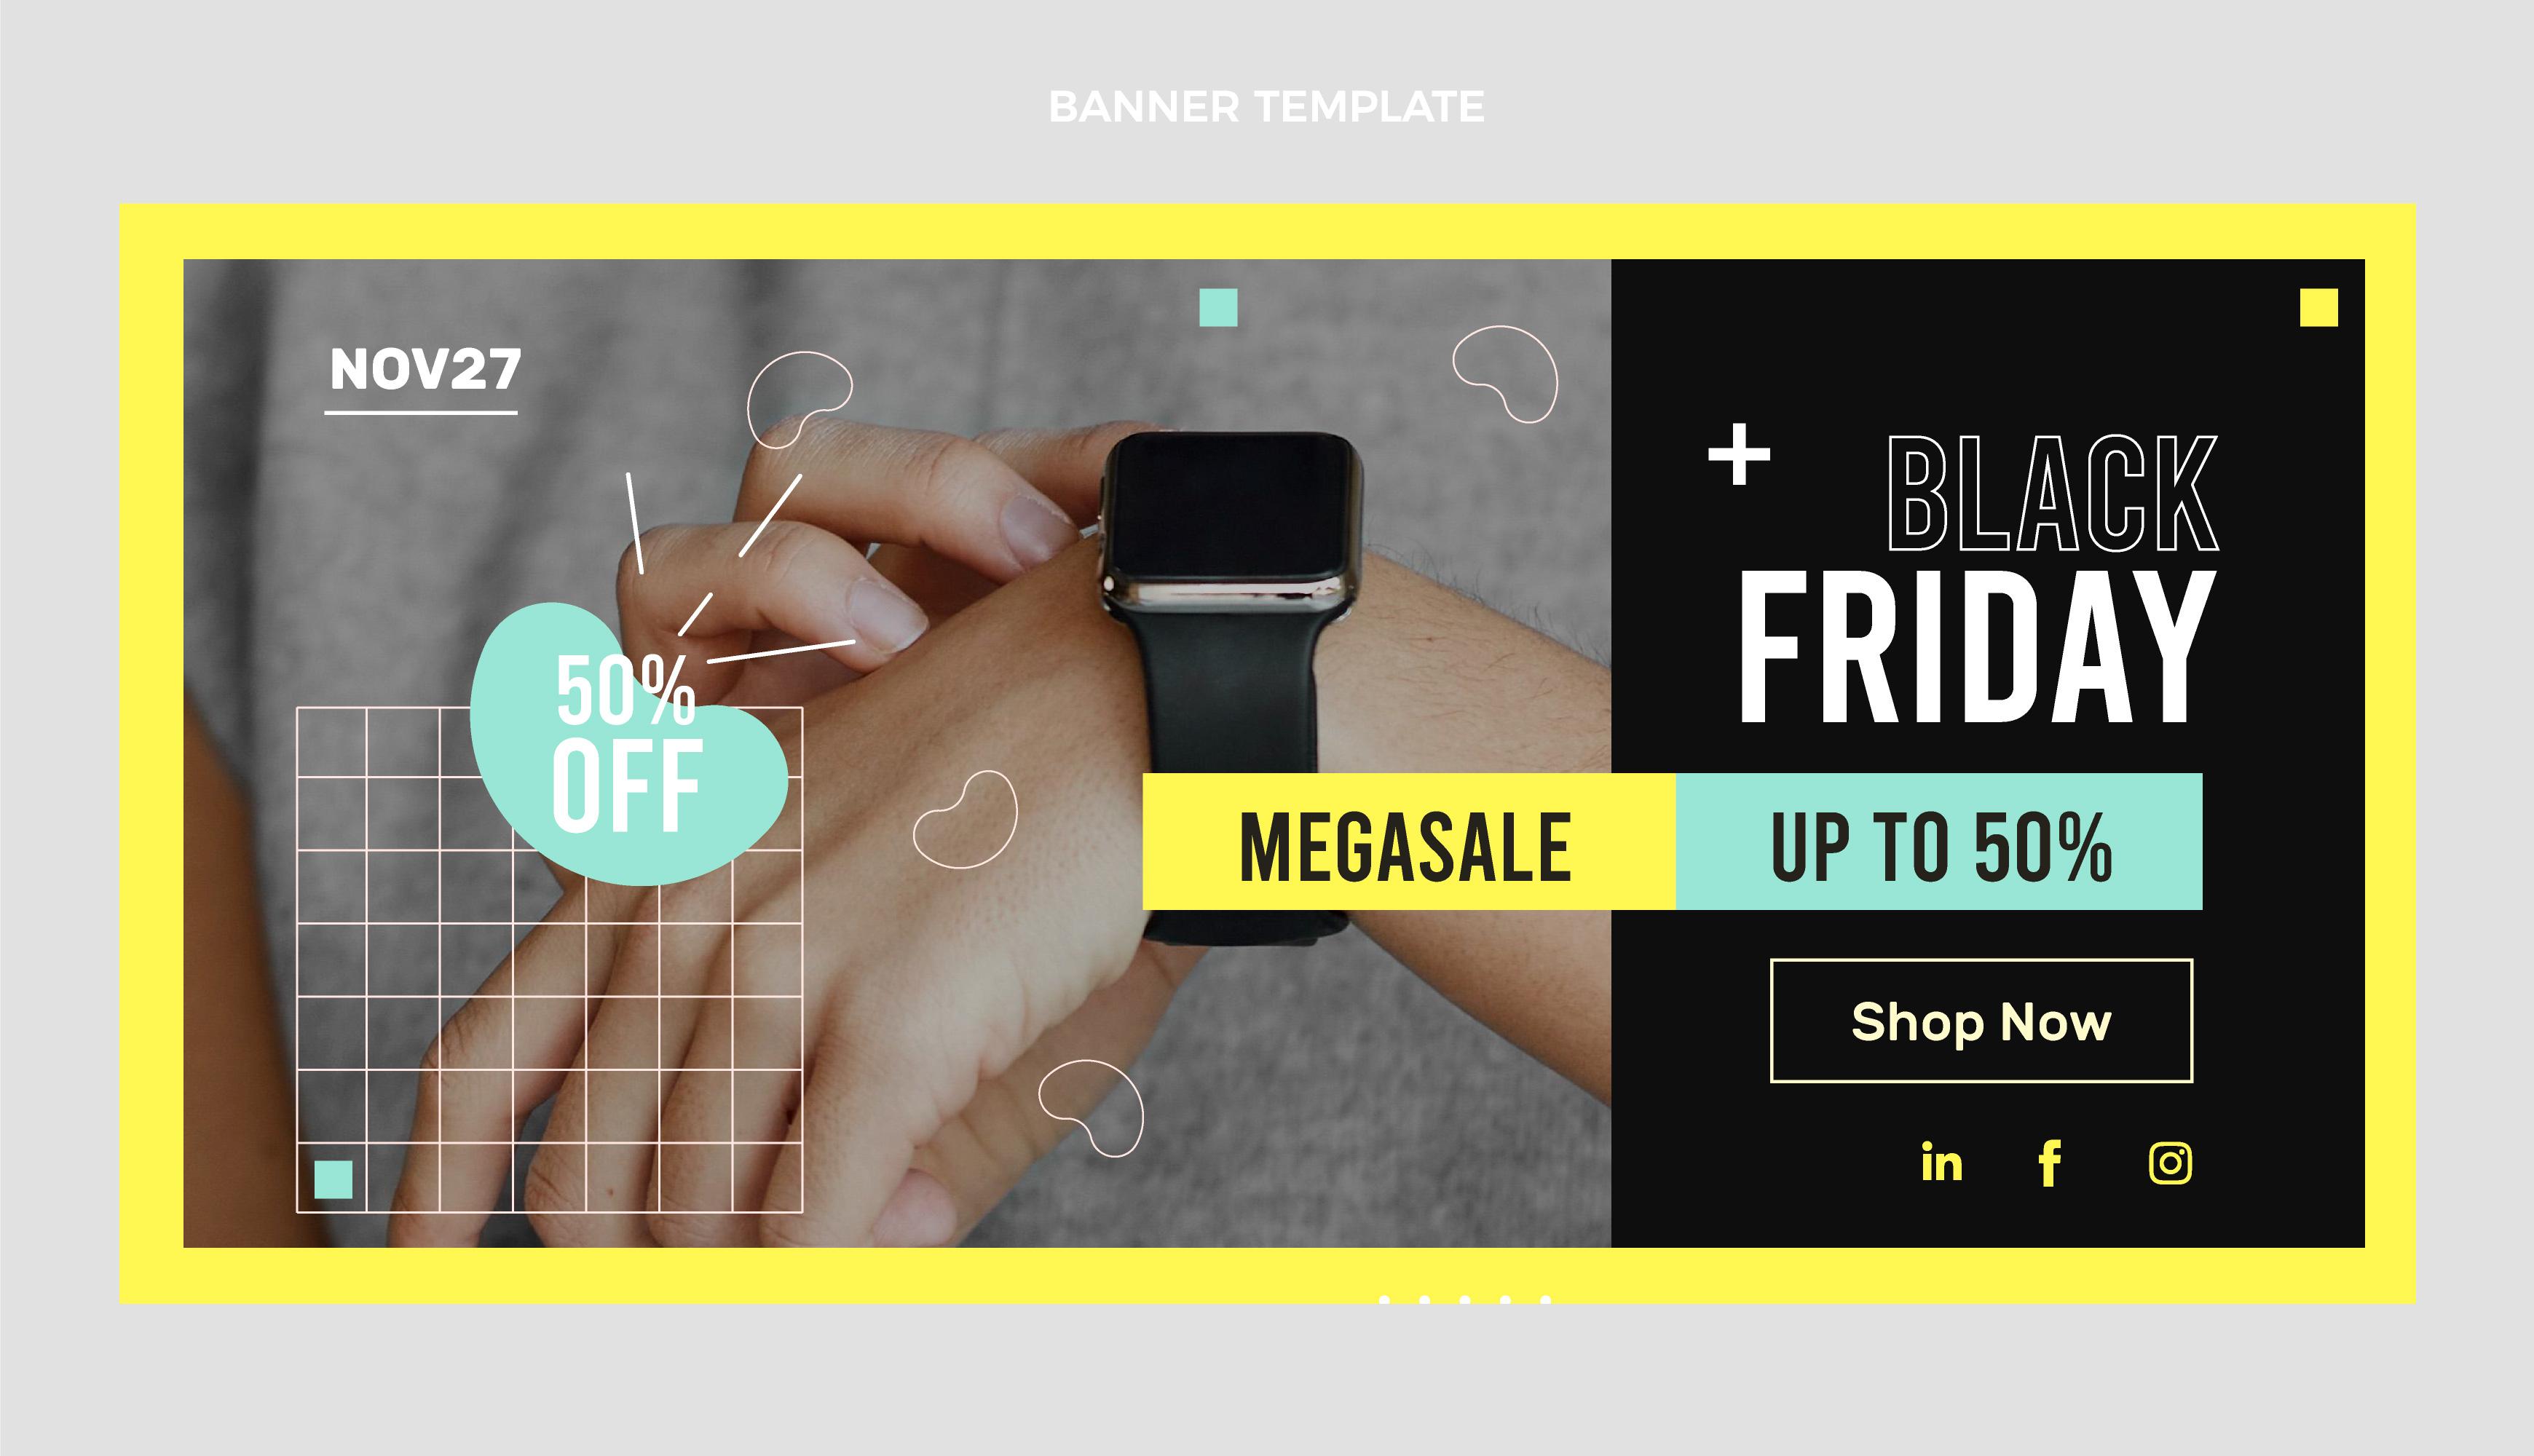 BANNER TEMPLATE
NOV27
50%
OFF
BLACK
FRIDAY
MEGASALE
UP TO 50%
Shop Now
in f